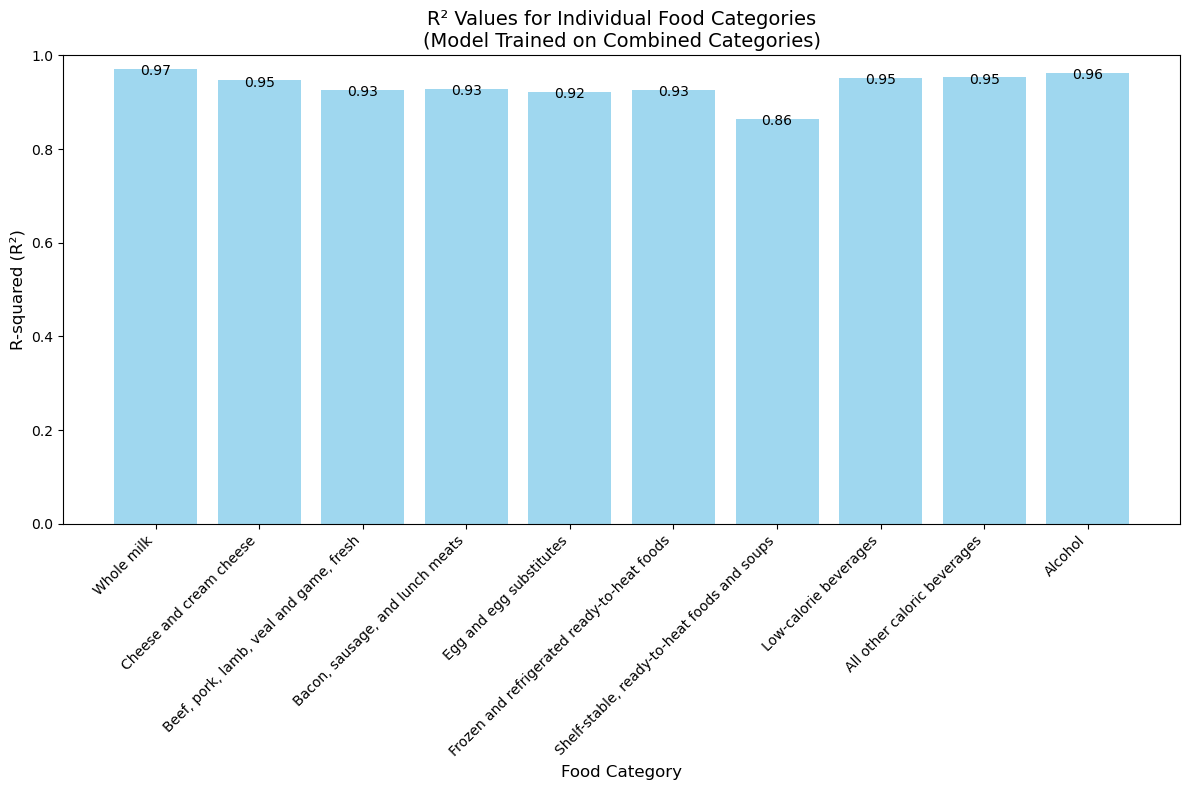 R² Values for Individual Food Categories
(Model Trained on Combined Categories)
R-squared (R²)
1.0
0.8
0.6
0.4
0.2
0.0
0.97
0.95
0.93
0.93
0.92
0.93
0.86
0.95
0.95
0.96
Whole milk
Cheese and cream cheese
Beef, pork, lamb, veal and game, fresh
Bacon, sausage, and lunch meats
Egg and egg substitutes
Frozen and refrigerated ready-to-heat foods
Shelf-stable, ready-to-heat foods and soups
Low-calorie beverages
All other caloric beverages
Alcohol
Food Category